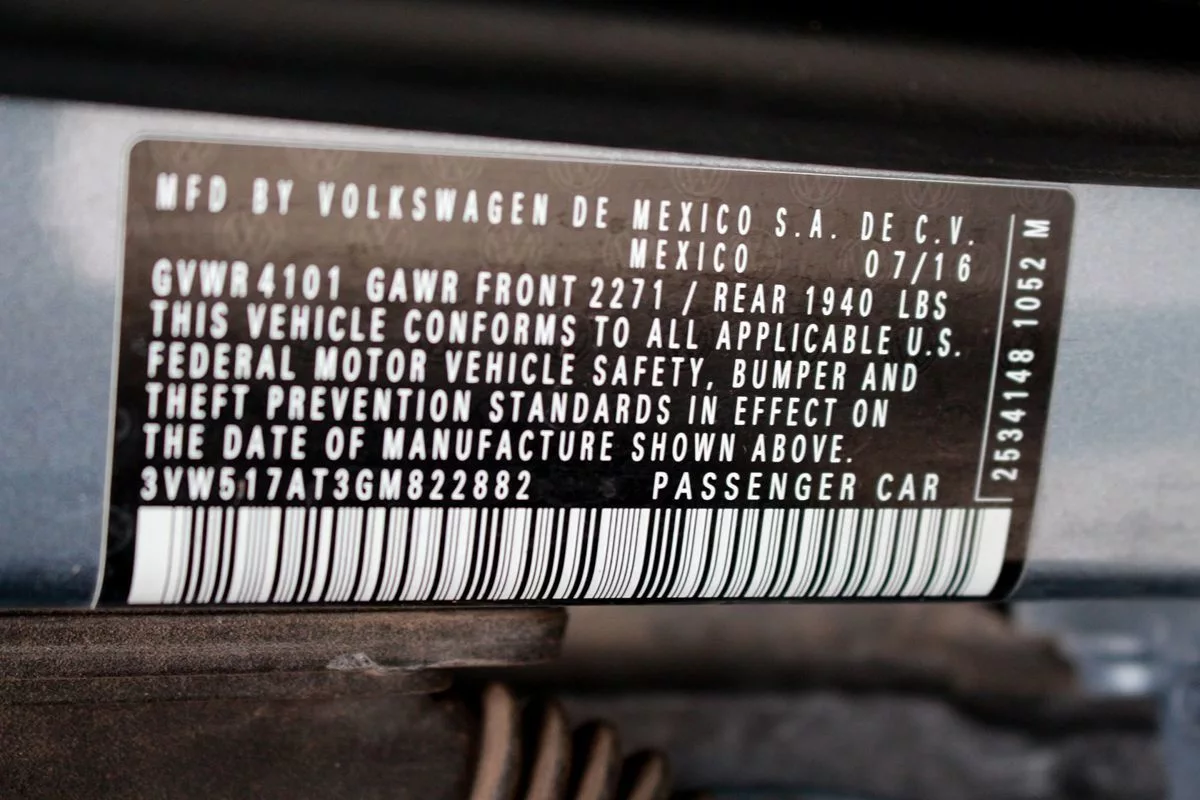 MFD BY VOLKSWAGEN DE MEXICO S.A. DE C.V.
MEXICO 07/16
GVWR 4101 GAWR FRONT 2271 / REAR 1940 LBS
THIS VEHICLE CONFORMS TO ALL APPLICABLE U.S.
FEDERAL MOTOR VEHICLE SAFETY, BUMPER AND
THEFT PREVENTION STANDARDS IN EFFECT ON
THE DATE OF MANUFACTURE SHOWN ABOVE.
3VW517AT3GM822882 PASSENGER CAR
2534148 1052 M